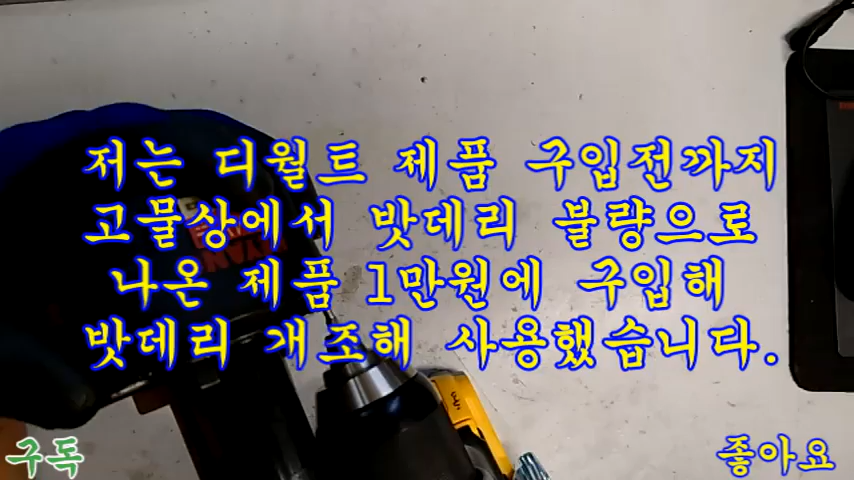 저는 디월트 제품 구입전까지
고물상에서 밧데리 불량으로
나온 제품 1만원에 구입해
밧데리 개조해 사용했습니다.
구독
좋아요